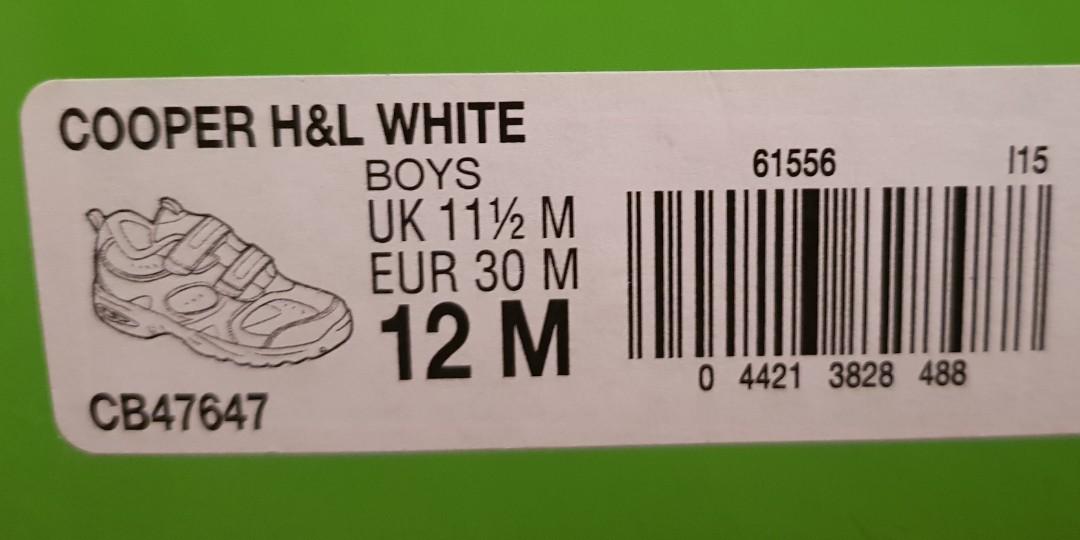 COOPER H&L WHITE
BOYS
UK 11½ M
EUR 30 M
12 M
CB47647
61556
I15
0 4421 3828 488